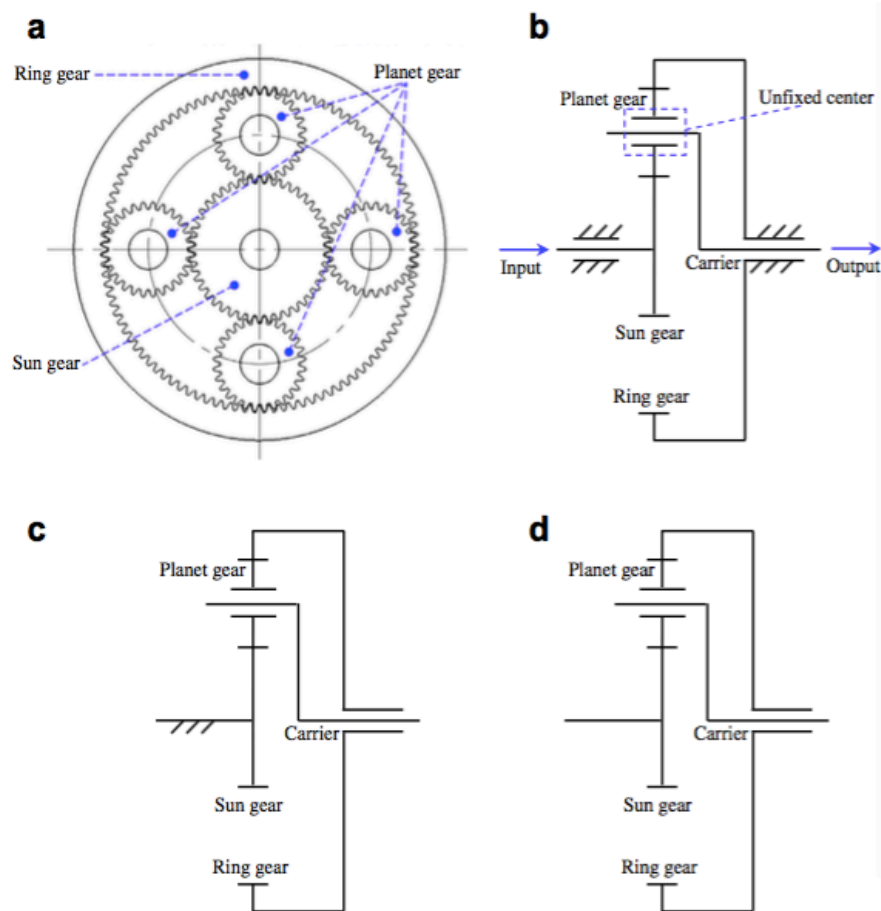 a
Ring gear
Planet gear
Sun gear
b
Planet gear
Unfixed center
Input
Carrier
Output
Sun gear
Ring gear
c
Planet gear
Carrier
Sun gear
Ring gear
d
Planet gear
Carrier
Sun gear
Ring gear